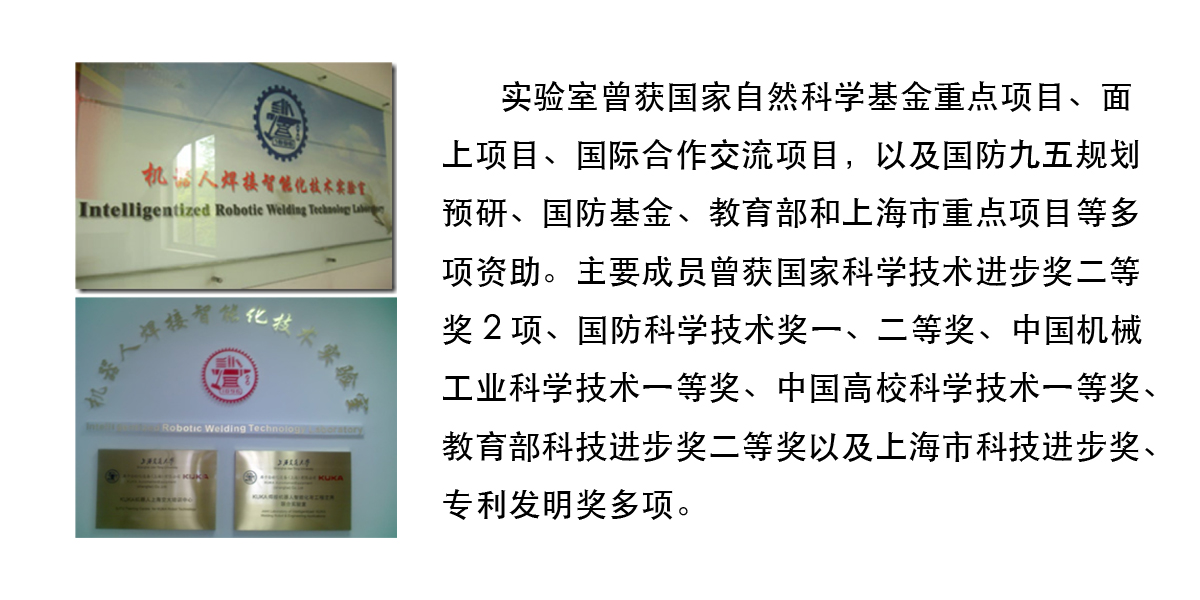 机器人焊接智能化技术实验室
Intelligentized Robotic Welding Technology Laboratory
机器人焊接智能化技术实验室
Robotic Welding Technology Laboratory
上海交通大学
KUKA
上海交通大学
KUKA
实验室曾获国家自然科学基金重点项目、面
上项目、国际合作交流项目，以及国防九五规划
预研、国防基金、教育部和上海市重点项目等多
项资助。主要成员曾获国家科学技术进步奖二等
奖2项、国防科学技术奖一、二等奖、中国机械
工业科学技术一等奖、中国高校科学技术一等奖、
教育部科技进步奖二等奖以及上海市科技进步奖、
专利发明奖多项。